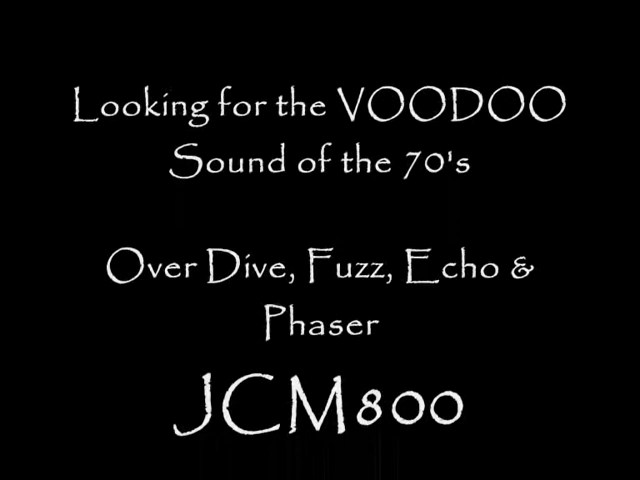 Looking for the VOODOO
Sound of the 70's
Over Dive, Fuzz, Echo &
Phaser
JCM800